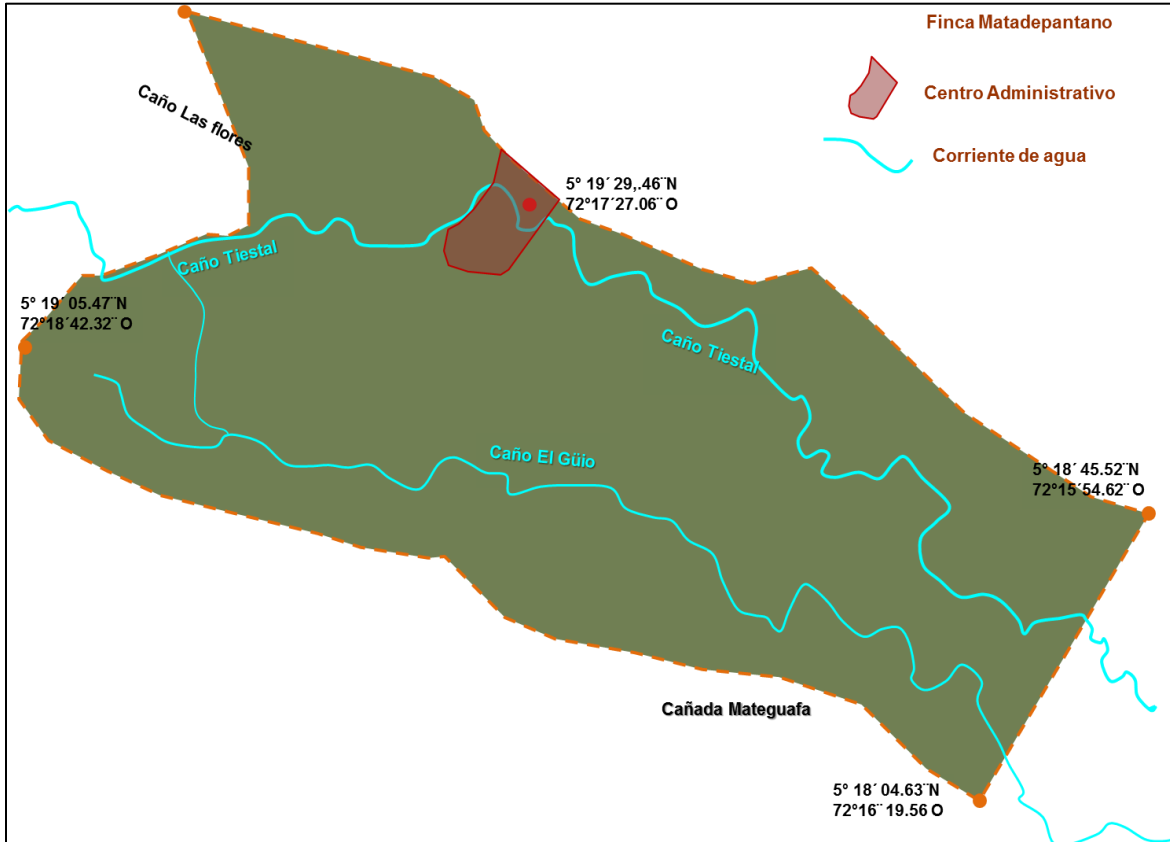 Finca Matadepantano
Centro Administrativo
Corriente de agua
Caño Las flores
5° 19´ 29,.46¨N
72°17´27.06¨ O
Caño Tiestal
5° 19´ 05.47¨N
72°18´42.32¨ O
Caño Tiestal
Caño El Güio
5° 18´ 45.52¨N
72°15´54.62¨ O
Cañada Mateguafa
5° 18´ 04.63¨N
72°16¨ 19.56 O